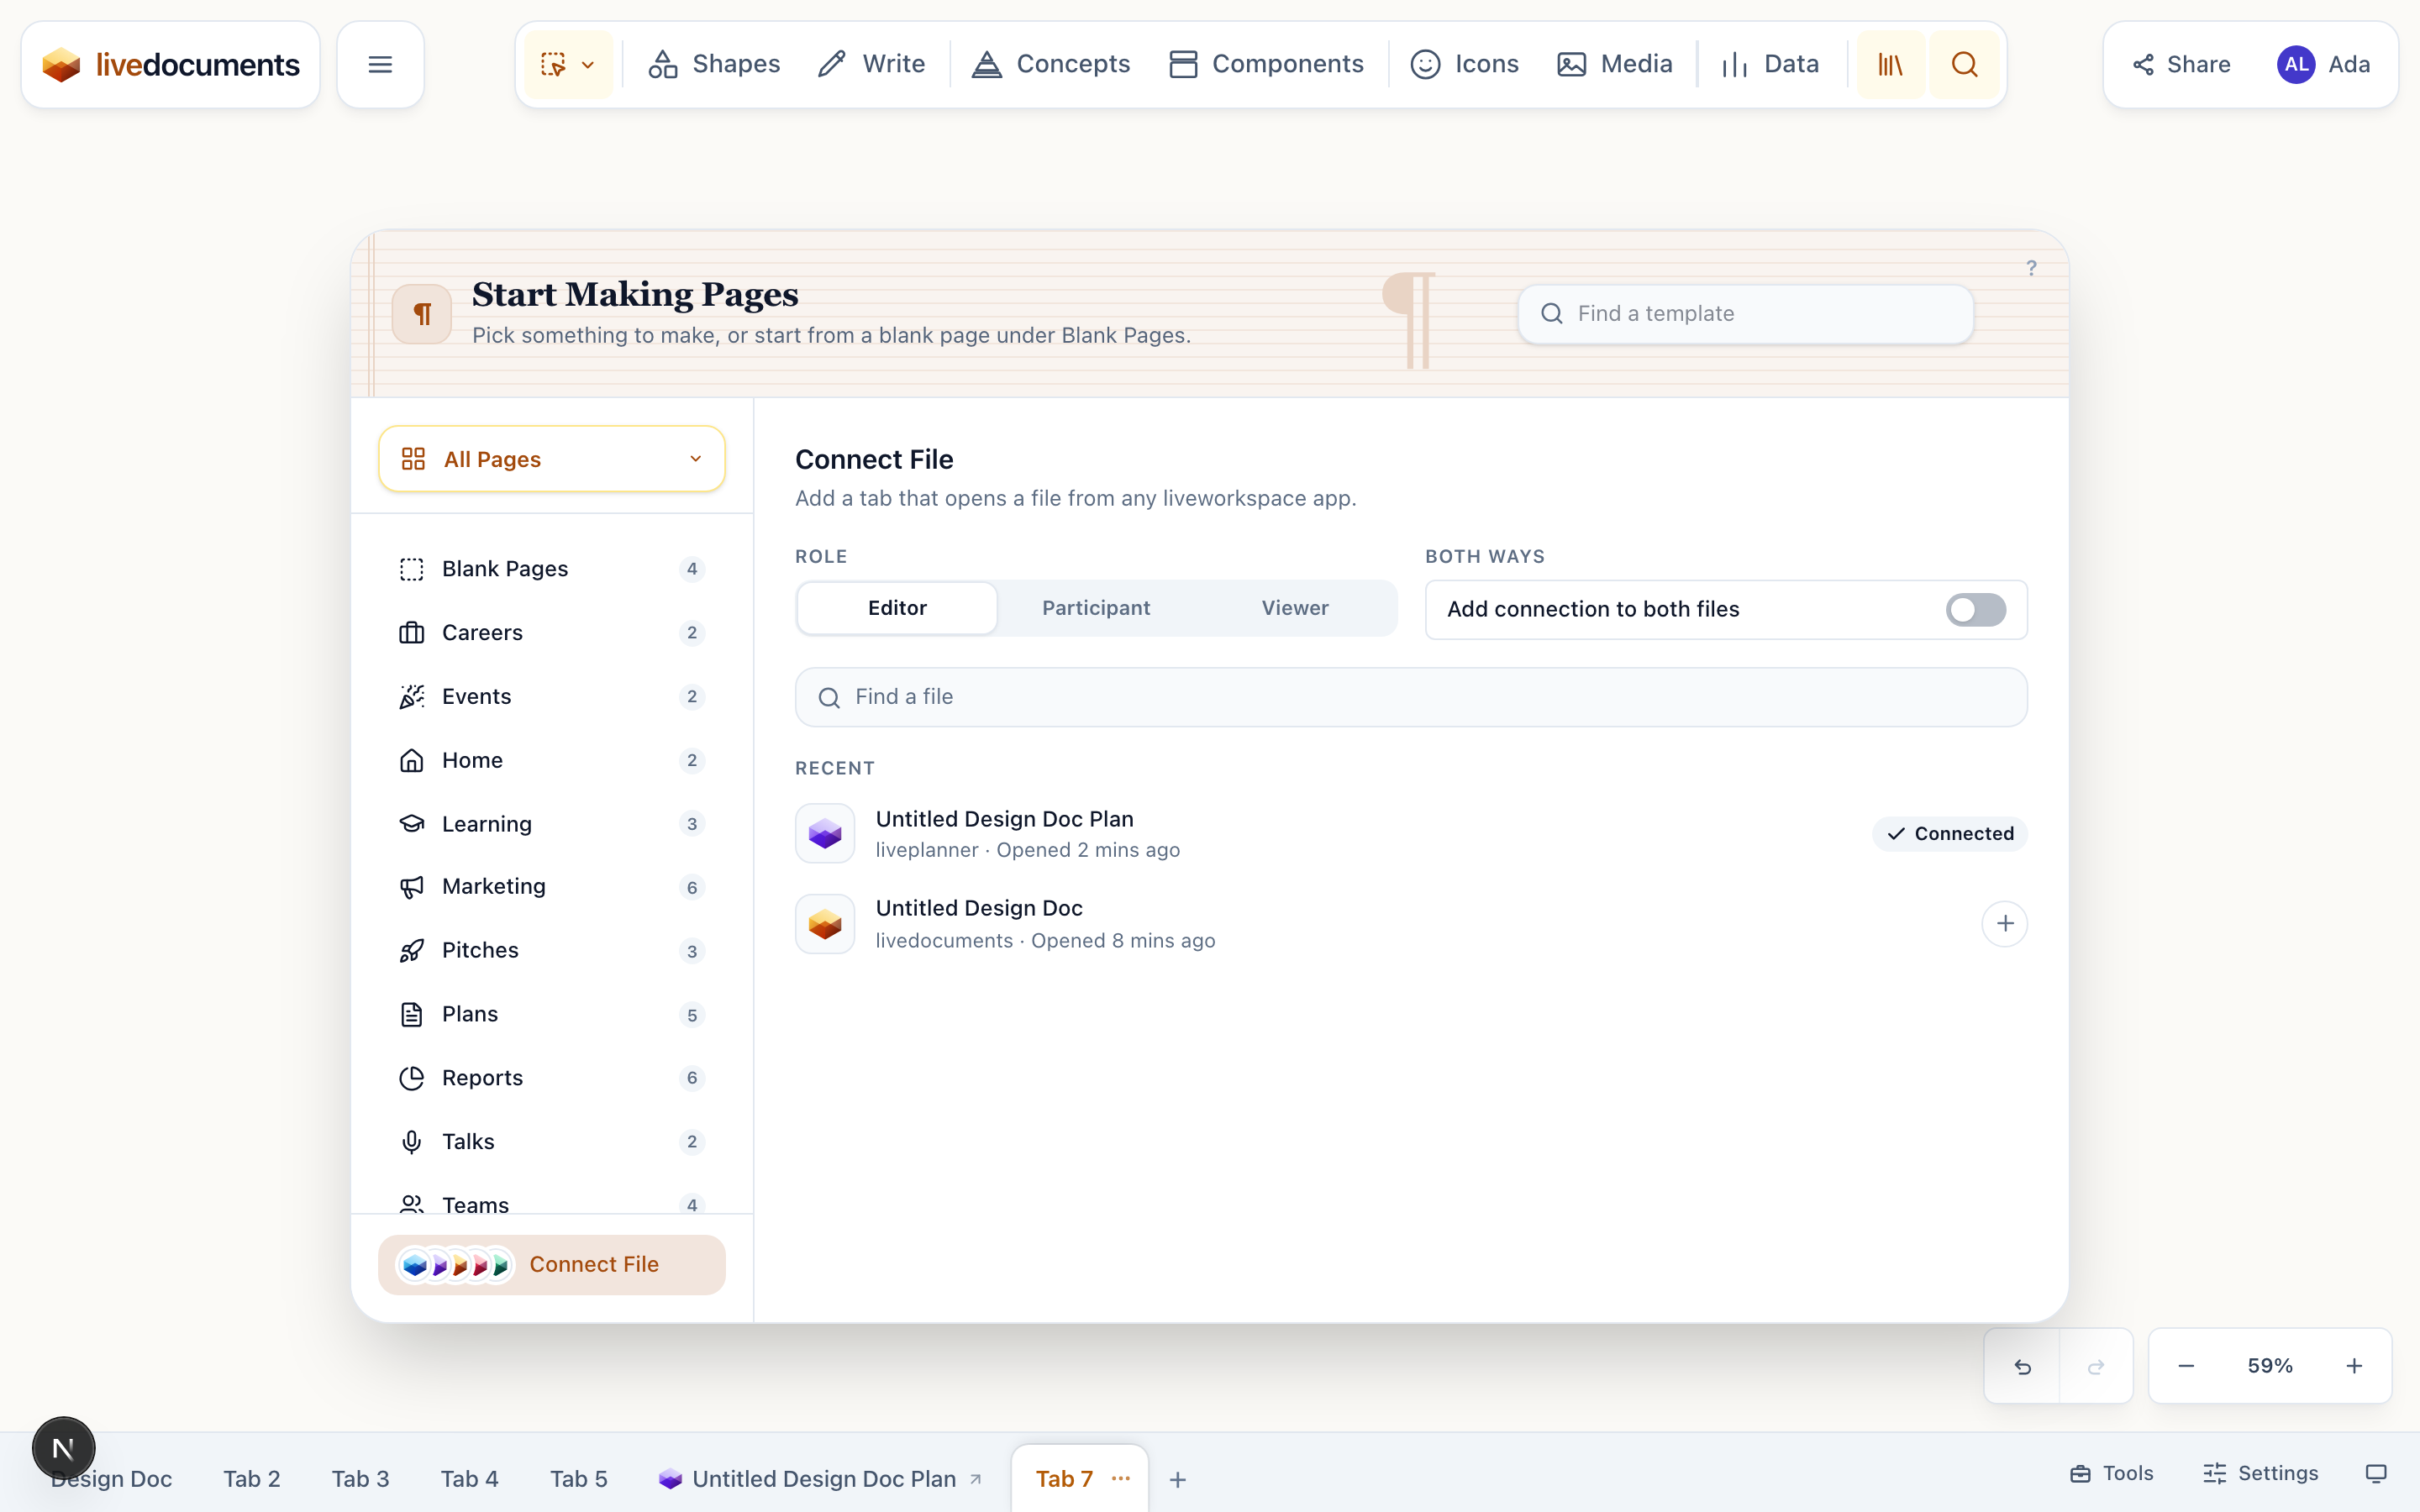 livedocuments
Shapes
Write
Concepts
Components
Icons
Media
Data
Share
AL
Ada
¶
Start Making Pages
Pick something to make, or start from a blank page under Blank Pages.
¶
Find a template
?
All Pages
Blank Pages 4
Careers 2
Events 2
Home 2
Learning 3
Marketing 6
Pitches 3
Plans 5
Reports 6
Talks 2
Teams 4
Connect File
Connect File
Add a tab that opens a file from any liveworkspace app.
ROLE
Editor
Participant
Viewer
BOTH WAYS
Add connection to both files
Find a file
RECENT
Untitled Design Doc Plan
liveplanner · Opened 2 mins ago
Connected
Untitled Design Doc
livedocuments · Opened 8 mins ago
59%
N
Design Doc
Tab 2
Tab 3
Tab 4
Tab 5
Untitled Design Doc Plan
Tab 7
Tools
Settings